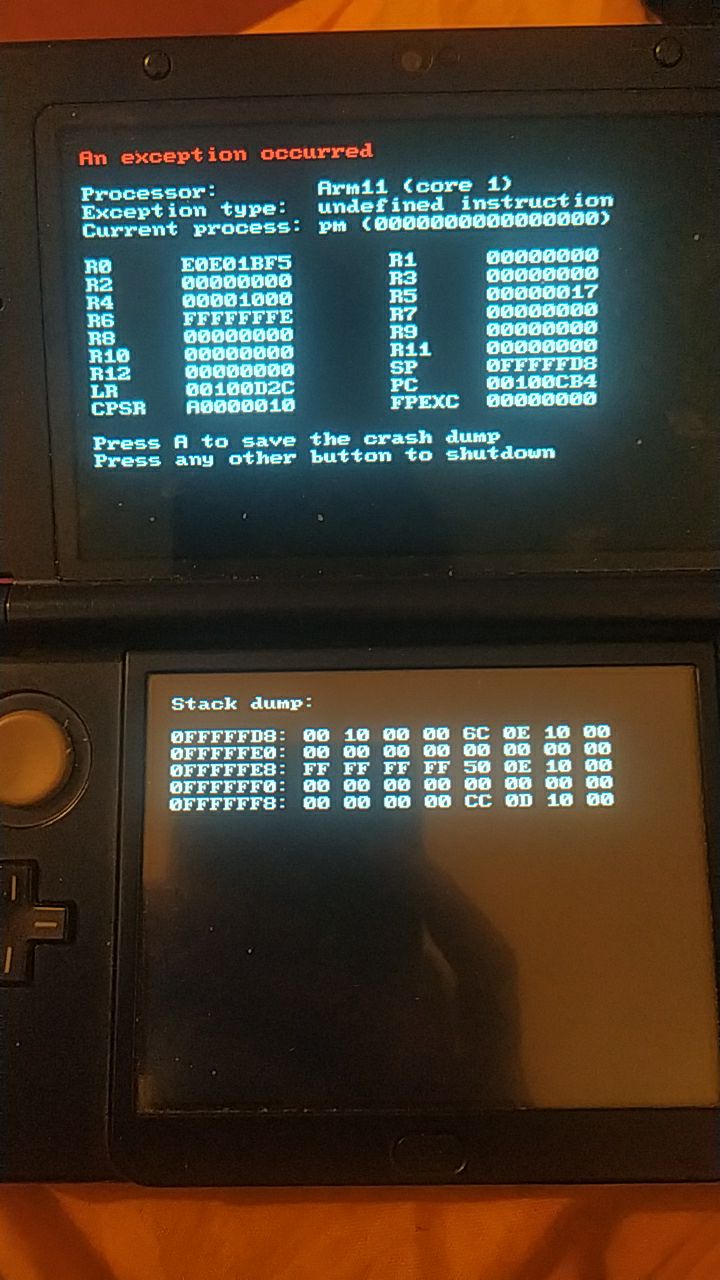 An exception occurred
Processor: Arm11 (core 1)
Exception type: undefined instruction
Current process: pm (0000000000000000)
R0 E0E01BF5 R1 00000000
R2 00000000 R3 00000000
R4 00001000 R5 00000017
R6 FFFFFFFE R7 00000000
R8 00000000 R9 00000000
R10 00000000 R11 00000000
R12 00000000 SP 0FFFFFD8
LR 00100D2C PC 00100CB4
CPSR A0000010 FPEXC 00000000
Press A to save the crash dump
Press any other button to shutdown
Stack dump:
0FFFFFD8: 00 10 00 00 6C 0E 10 00
0FFFFFE0: 00 00 00 00 00 00 00 00
0FFFFFE8: FF FF FF FF 50 0E 10 00
0FFFFFF0: 00 00 00 00 00 00 00 00
0FFFFFF8: 00 00 00 00 CC 0D 10 00